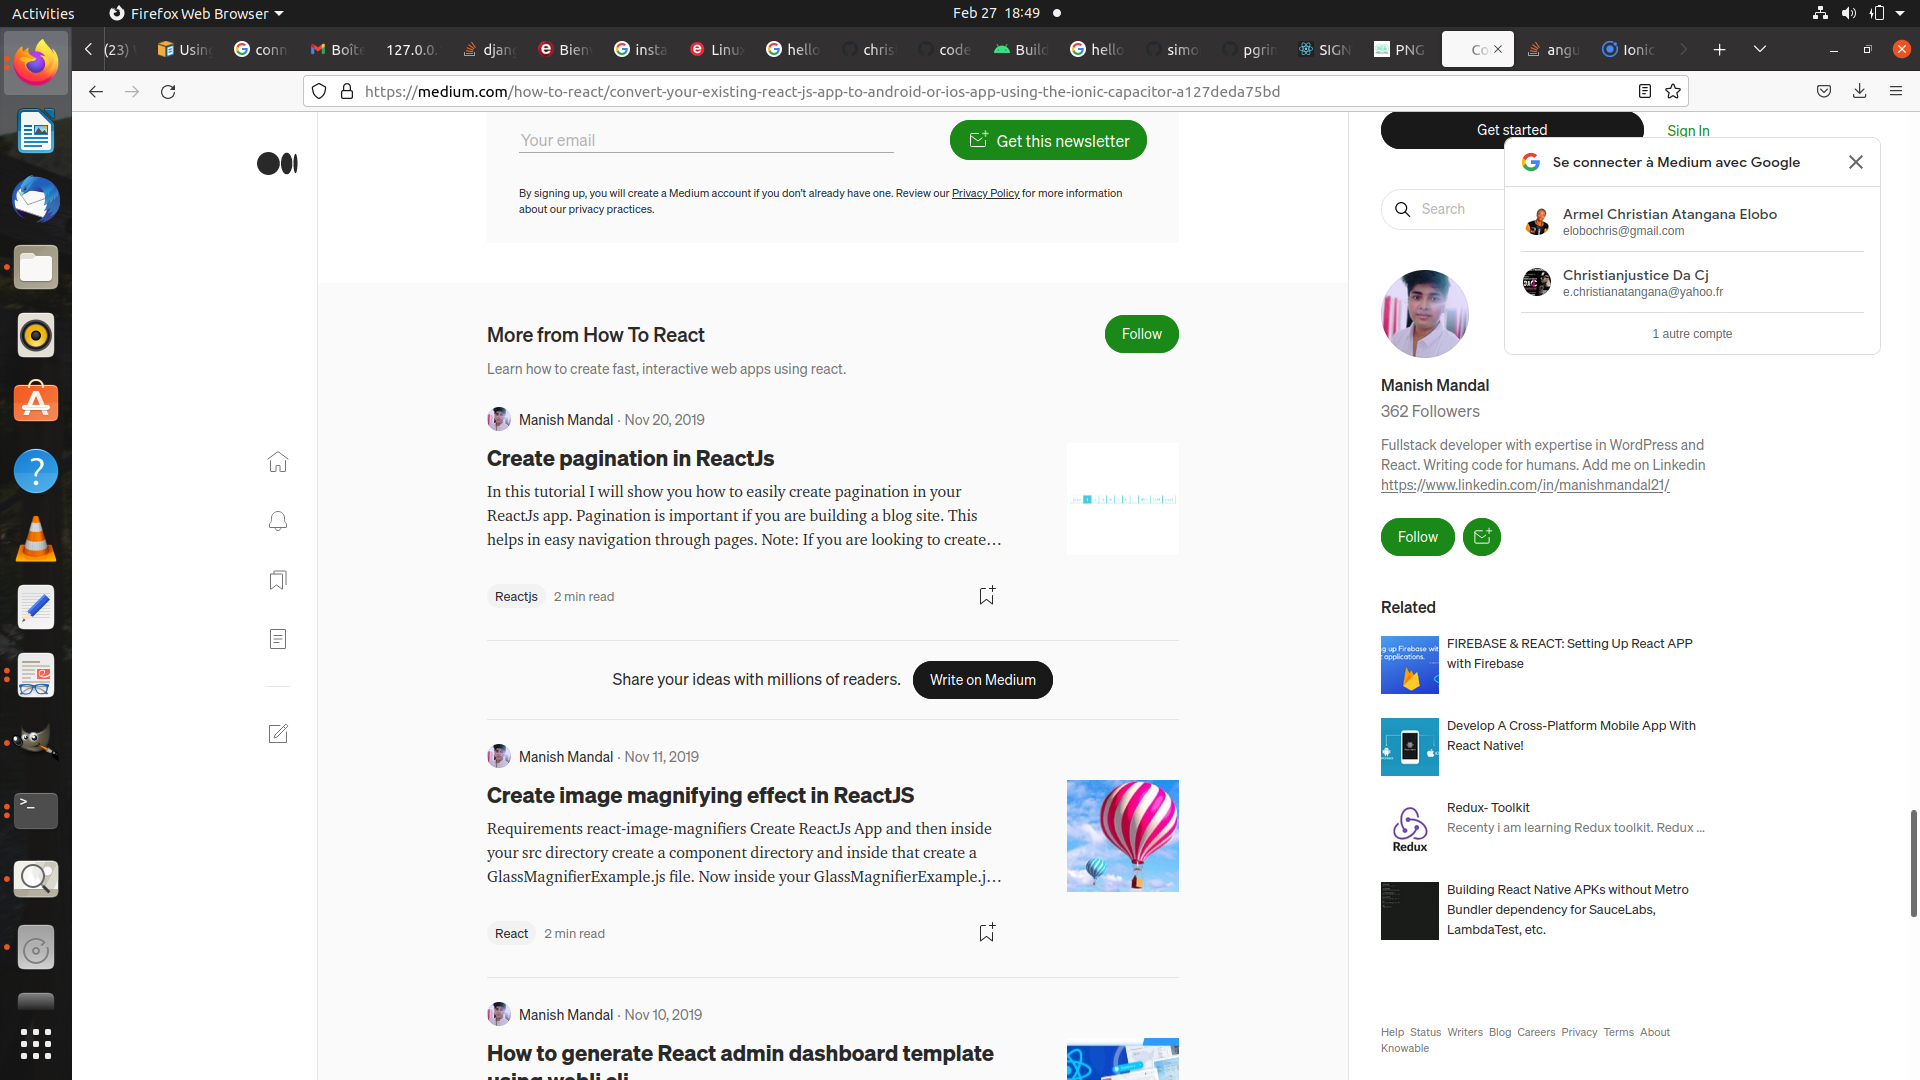 Activities
Firefox Web Browser
Feb 27 18:49
(23)
Using
conn
Boîte
127.0.0.
djang
Bien
insta
Linux
hello
chris
code
Build
hello
simo
pgrin
SIGN
PNG
Co
angu
Ionic
https://medium.com/how-to-react/convert-your-existing-react-js-app-to-android-or-ios-app-using-the-ionic-capacitor-a127deda75bd
Your email
Get this newsletter
By signing up, you will create a Medium account if you don't already have one. Review our Privacy Policy for more information
about our privacy practices.
More from How To React
Follow
Learn how to create fast, interactive web apps using react.
Manish Mandal · Nov 20, 2019
Create pagination in ReactJs
In this tutorial I will show you how to easily create pagination in your
ReactJs app. Pagination is important if you are building a blog site. This
helps in easy navigation through pages. Note: If you are looking to create…
Reactjs
2 min read
Share your ideas with millions of readers.
Write on Medium
Manish Mandal · Nov 11, 2019
Create image magnifying effect in ReactJS
Requirements react-image-magnifiers Create ReactJs App and then inside
your src directory create a component directory and inside that create a
GlassMagnifierExample.js file. Now inside your GlassMagnifierExample.j…
React
2 min read
Manish Mandal · Nov 10, 2019
How to generate React admin dashboard template
Get started
Sign In
Search
Se connecter à Medium avec Google
Armel Christian Atangana Elobo
elobochris@gmail.com
Christianjustice Da Cj
e.christianatangana@yahoo.fr
1 autre compte
Manish Mandal
362 Followers
Fullstack developer with expertise in WordPress and
React. Writing code for humans. Add me on Linkedin
https://www.linkedin.com/in/manishmandal21/
Follow
Related
FIREBASE & REACT: Setting Up React APP
with Firebase
Develop A Cross-Platform Mobile App With
React Native!
Redux- Toolkit
Recenty i am learning Redux toolkit. Redux ...
Redux
Building React Native APKs without Metro
Bundler dependency for SauceLabs,
LambdaTest, etc.
Help Status Writers Blog Careers Privacy Terms About
Knowable